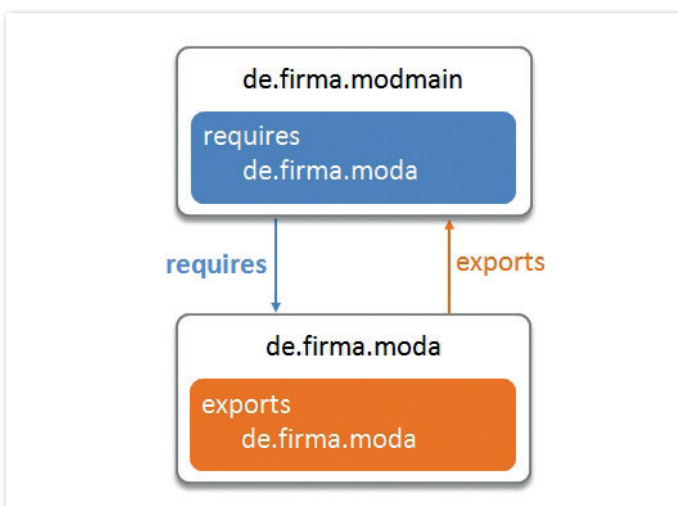 de.firma.modmain
requires
de.firma.moda
requires
exports
de.firma.moda
exports
de.firma.moda